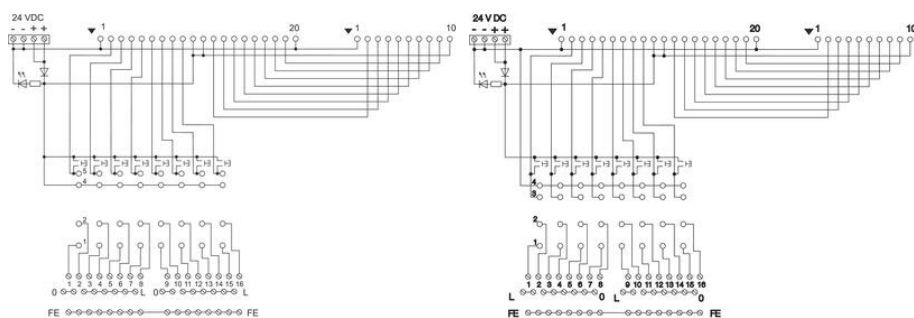 24 VDC
- - + +
1 20 1 10
5
4
2
1
1 2 3 4 5 6 7 8 9 10 11 12 13 14 15 16
0 L 0 L
FE FE
24 V DC
- - + +
1 20 1 10
4
3
2
1
1 2 3 4 5 6 7 8 9 10 11 12 13 14 15 16
L 0 L 0
FE FE